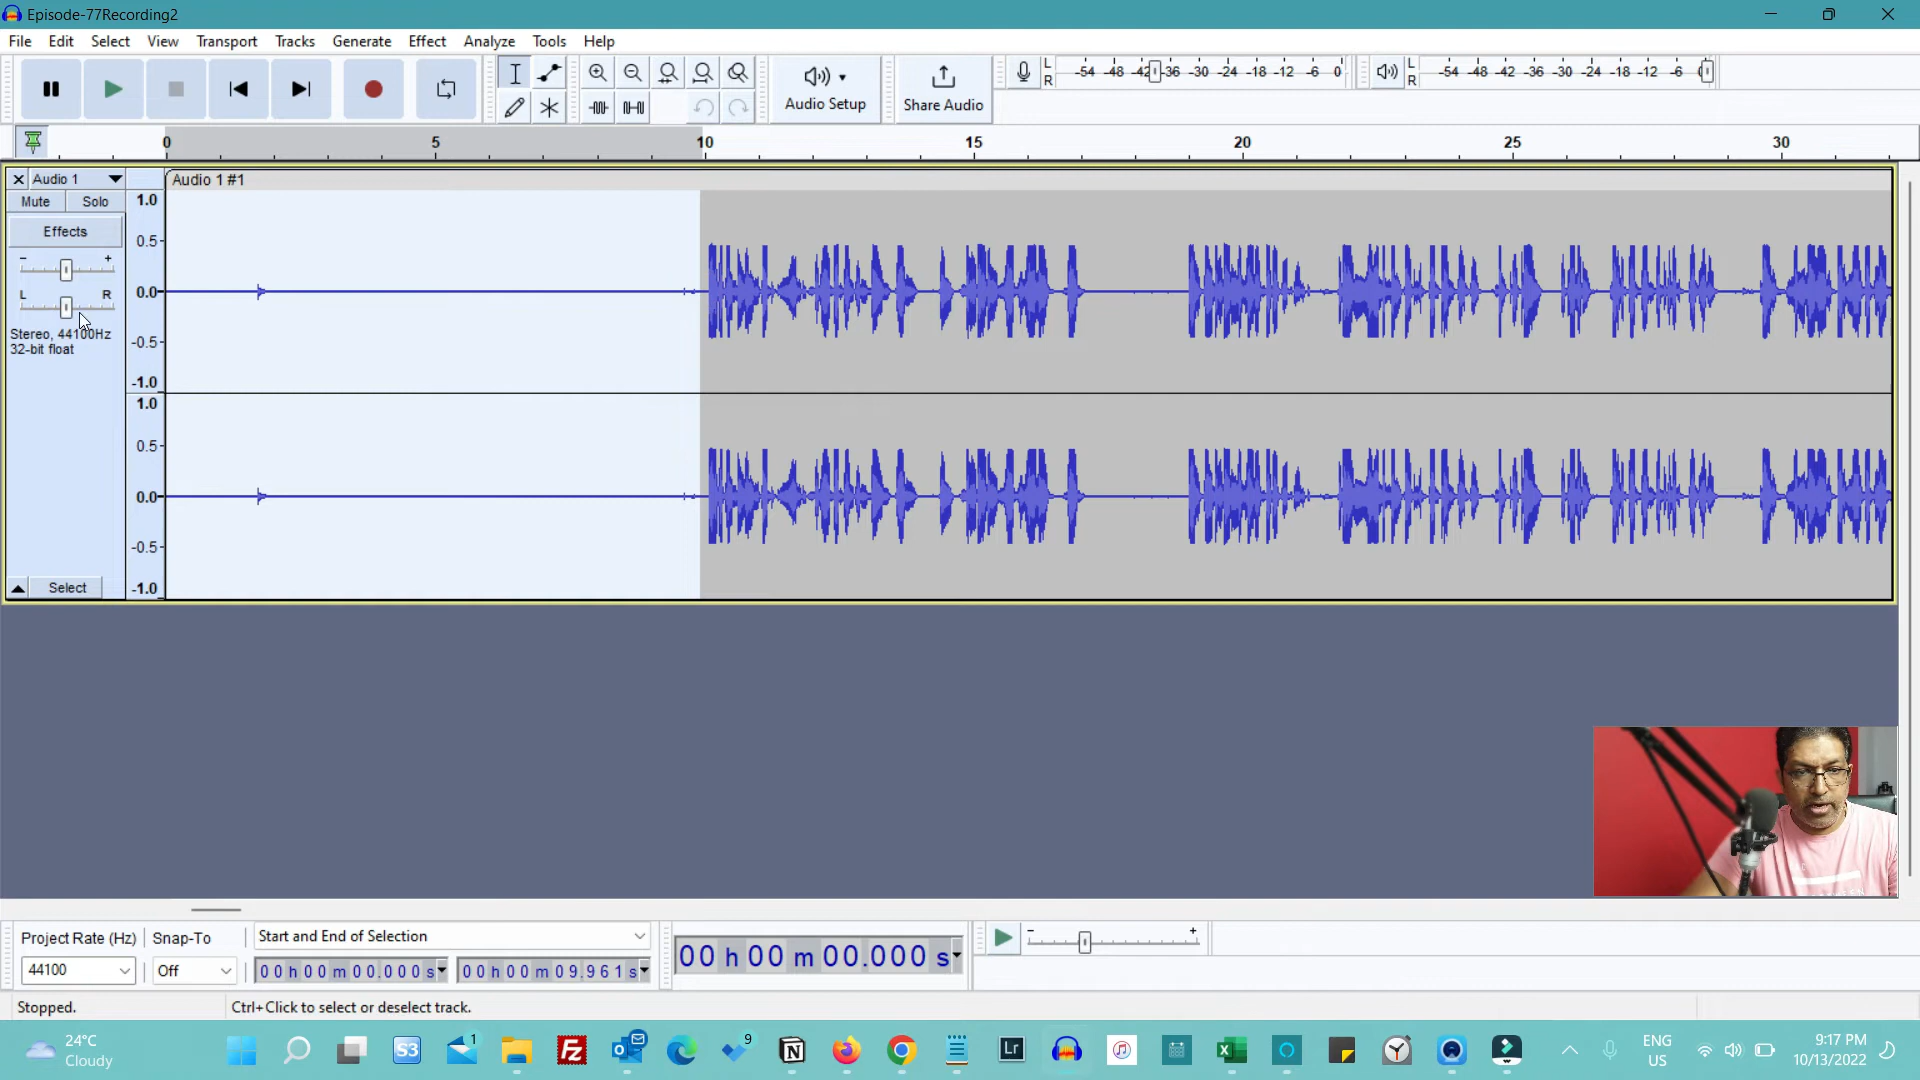 Episode-77Recording2
File Edit Select View Transport Tracks Generate Effect Analyze Tools Help
Audio Setup
Share Audio
L
R
-54 -48 -42 -36 -30 -24 -18 -12 -6 0
L
R
-54 -48 -42 -36 -30 -24 -18 -12 -6 0
0 5 10 15 20 25 30
Audio 1
Audio 1 #1
Mute Solo
Effects
- +
L R
Stereo, 44100Hz
32-bit float
Select
1.0
0.5
0.0
-0.5
-1.0
1.0
0.5
0.0
-0.5
-1.0
Project Rate (Hz)
Snap-To
Start and End of Selection
44100
Off
00 h 00 m 00.000 s
00 h 00 m 09.961 s
00 h 00 m 00.000 s
- +
Stopped.
Ctrl+Click to select or deselect track.
24°C
Cloudy
S3
1
Fz
9
N
Lr
ENG
US
9:17 PM
10/13/2022